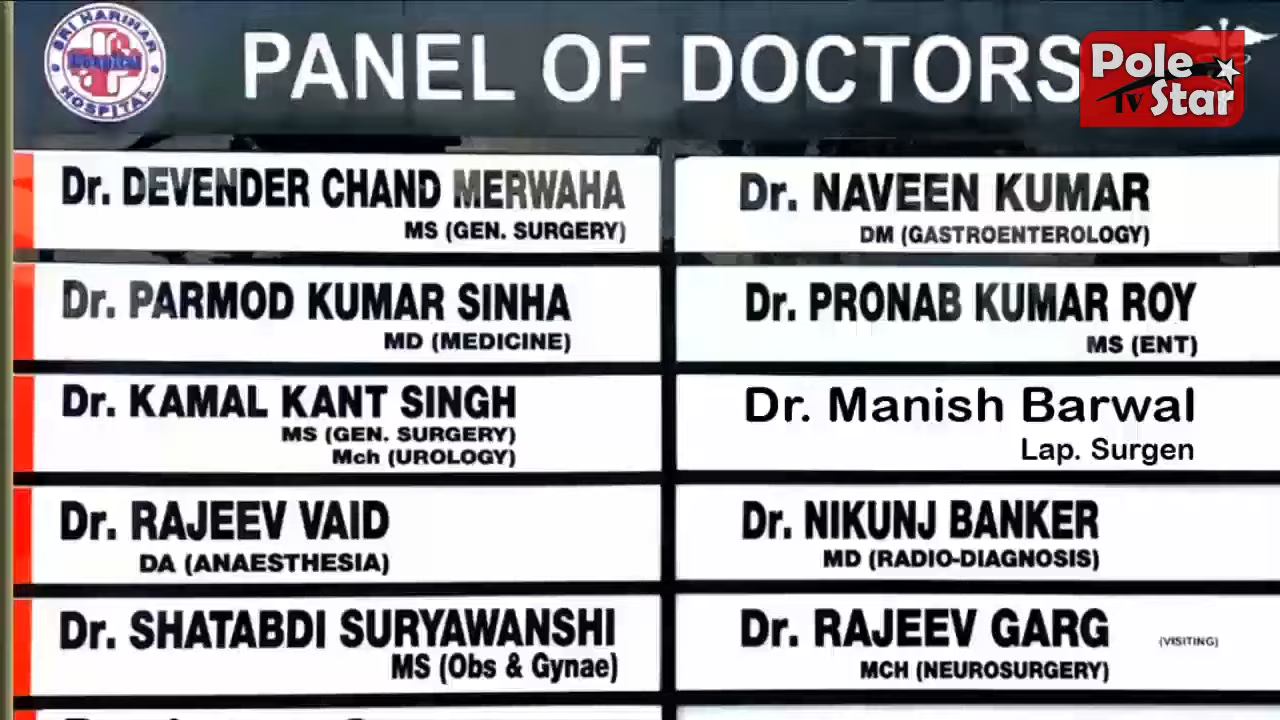 SRI HARIHAR
Hospital
HOSPITAL
PANEL OF DOCTORS
Pole
TV Star
Dr. DEVENDER CHAND MERWAHA
MS (GEN. SURGERY)
Dr. NAVEEN KUMAR
DM (GASTROENTEROLOGY)
Dr. PARMOD KUMAR SINHA
MD (MEDICINE)
Dr. PRONAB KUMAR ROY
MS (ENT)
Dr. KAMAL KANT SINGH
MS (GEN. SURGERY)
Mch (UROLOGY)
Dr. Manish Barwal
Lap. Surgen
Dr. RAJEEV VAID
DA (ANAESTHESIA)
Dr. NIKUNJ BANKER
MD (RADIO-DIAGNOSIS)
Dr. SHATABDI SURYAWANSHI
MS (Obs & Gynae)
Dr. RAJEEV GARG (VISITING)
MCH (NEUROSURGERY)